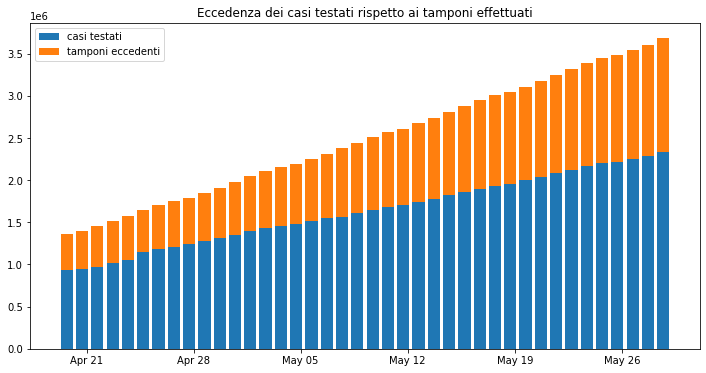 Eccedenza dei casi testati rispetto ai tamponi effettuati
1e6
casi testati
tamponi eccedenti
3.5
3.0
2.5
2.0
1.5
1.0
0.5
0.0
Apr 21 Apr 28 May 05 May 12 May 19 May 26